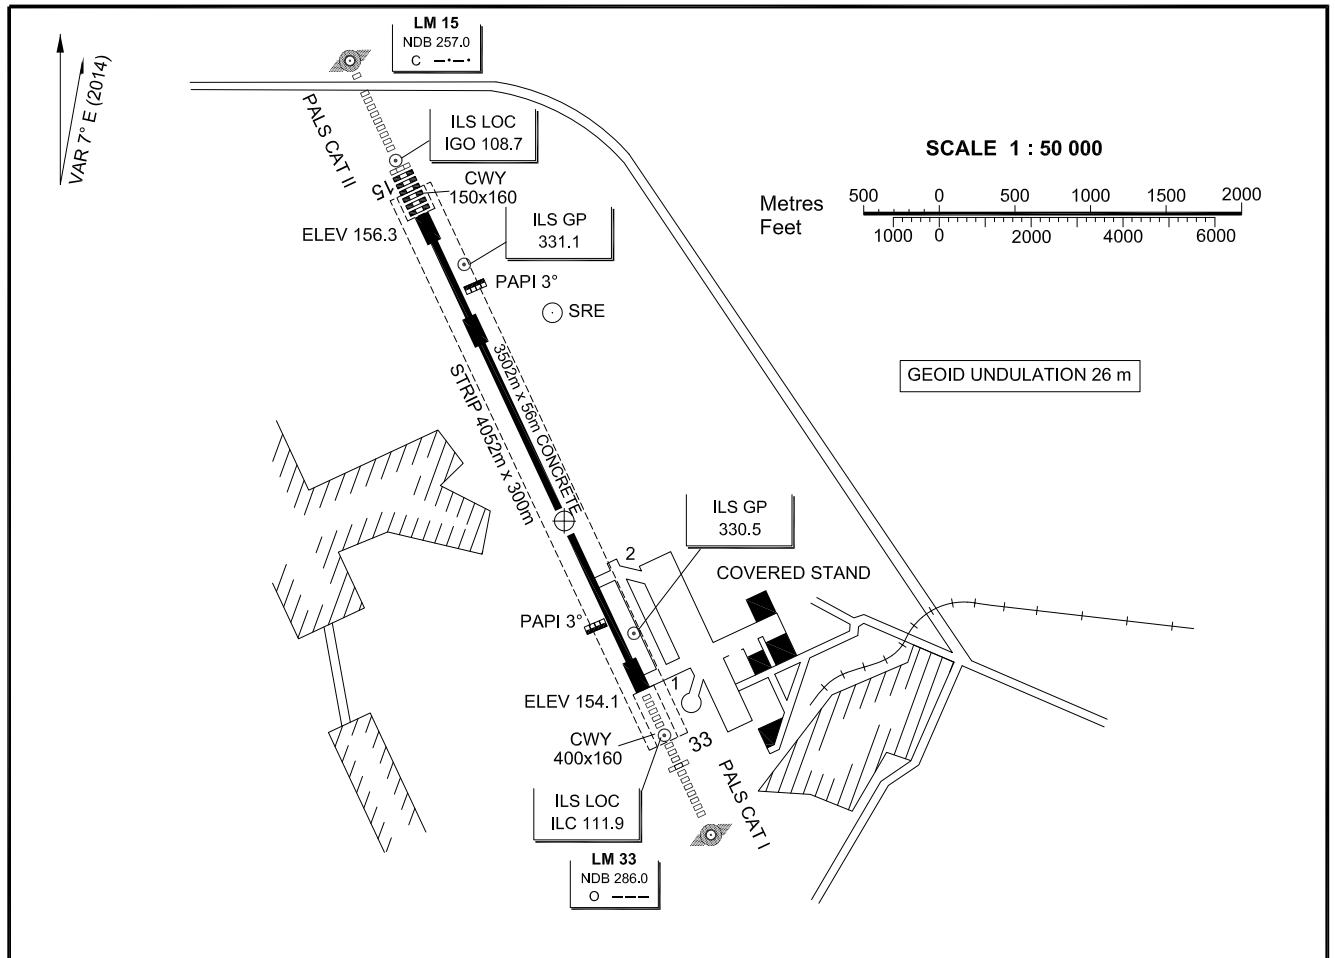 LM 15
NDB 257.0
C —·—·
VAR 7° E (2014)
PALS CAT II
ILS LOC
IGO 108.7
SCALE 1 : 50 000
15
CWY
150x160
Metres
500 0 500 1000 1500 2000
Feet
1000 0 2000 4000 6000
ELEV 156.3
ILS GP
331.1
PAPI 3°
SRE
3502m x 56m CONCRETE
STRIP 4052m x 300m
GEOID UNDULATION 26 m
ILS GP
330.5
2
COVERED STAND
PAPI 3°
1
ELEV 154.1
CWY
400x160
33
PALS CAT I
ILS LOC
ILC 111.9
LM 33
NDB 286.0
O ———